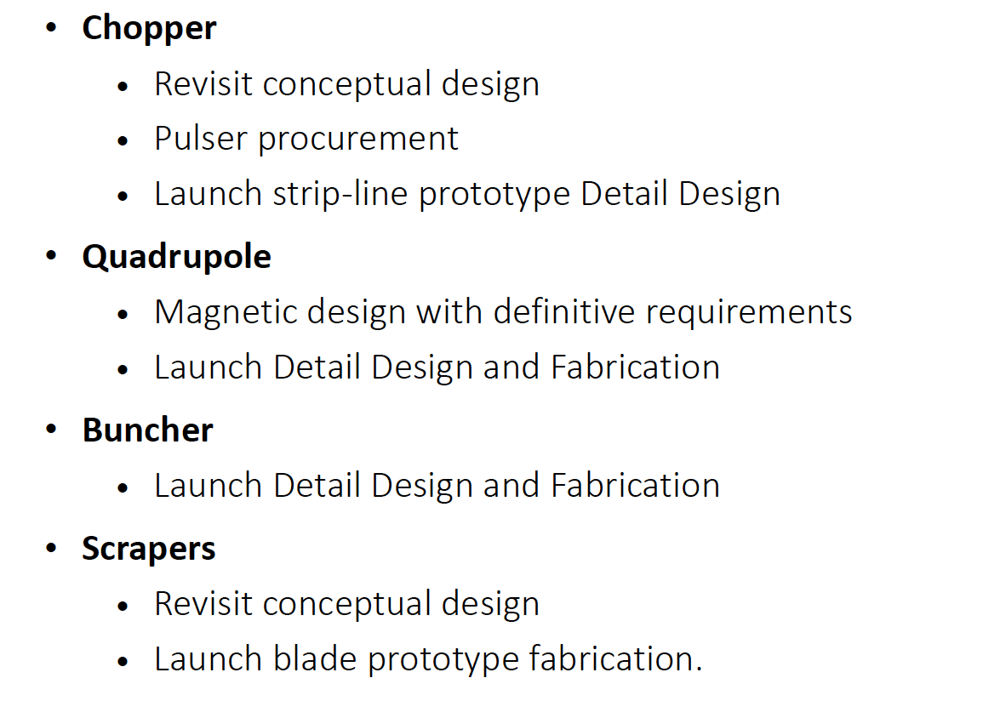 • Chopper
• Revisit conceptual design
• Pulser procurement
• Launch strip-line prototype Detail Design
• Quadrupole
• Magnetic design with definitive requirements
• Launch Detail Design and Fabrication
• Buncher
• Launch Detail Design and Fabrication
• Scrapers
• Revisit conceptual design
• Launch blade prototype fabrication.